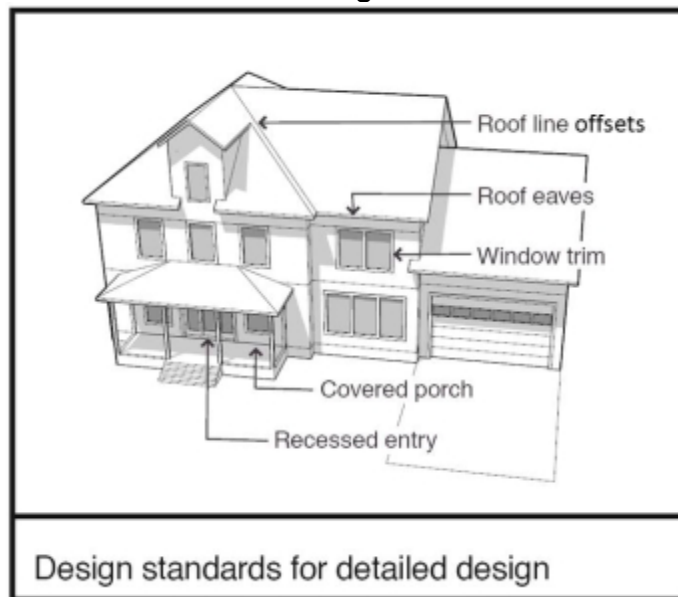 Roof line offsets
Roof eaves
Window trim
Covered porch
Recessed entry
Design standards for detailed design